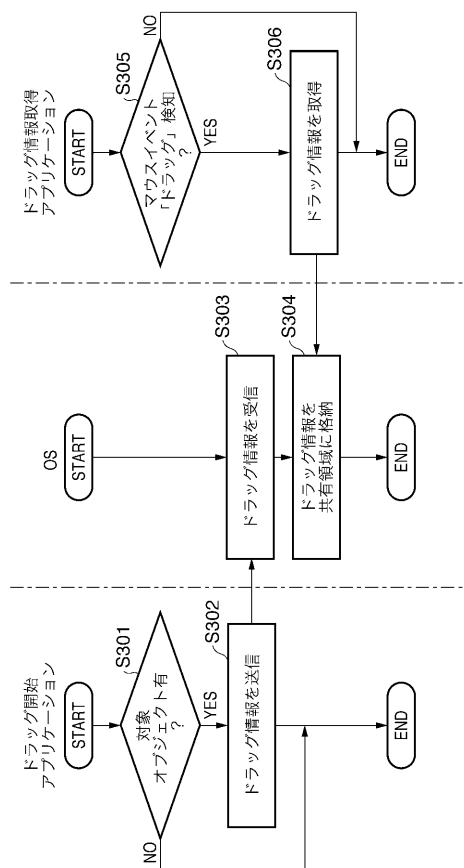 ドラッグ開始
アプリケーション
START
S301
対象
オブジェクト有
?
NO
YES
S302
ドラッグ情報を送信
END
OS
START
S303
ドラッグ情報を受信
S304
ドラッグ情報を
共有領域に格納
END
ドラッグ情報取得
アプリケーション
START
S305
マウスイベント
「ドラッグ」検知
?
NO
YES
S306
ドラッグ情報を取得
END